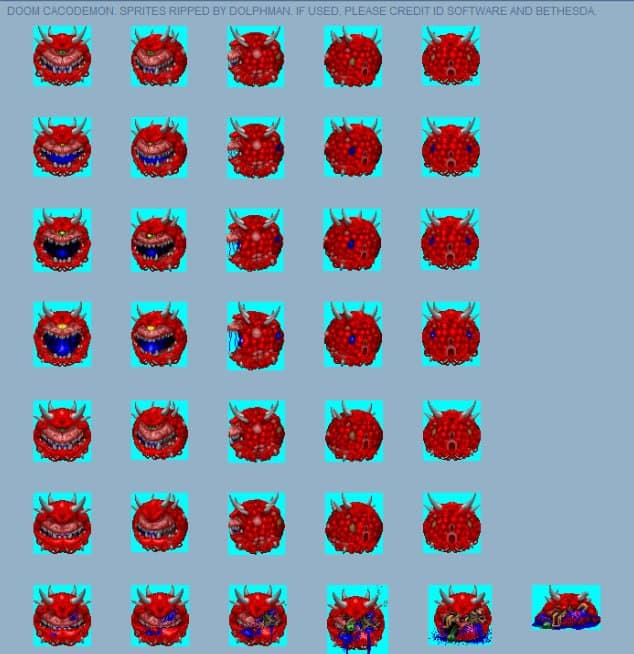 DOOM CACODEMON. SPRITES RIPPED BY DOLPHMAN. IF USED, PLEASE CREDIT ID SOFTWARE AND BETHESDA.